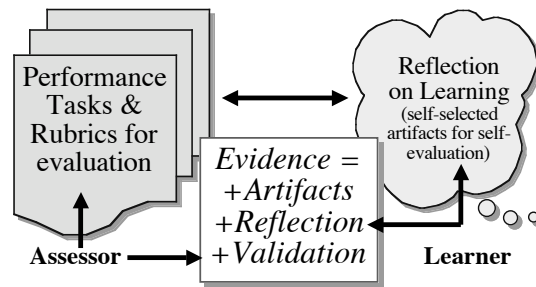 Performance
Tasks &
Rubrics for
evaluation
Reflection
on Learning
(self-selected
artifacts for self-
evaluation)
Evidence =
+Artifacts
+Reflection
+Validation
Assessor
Learner